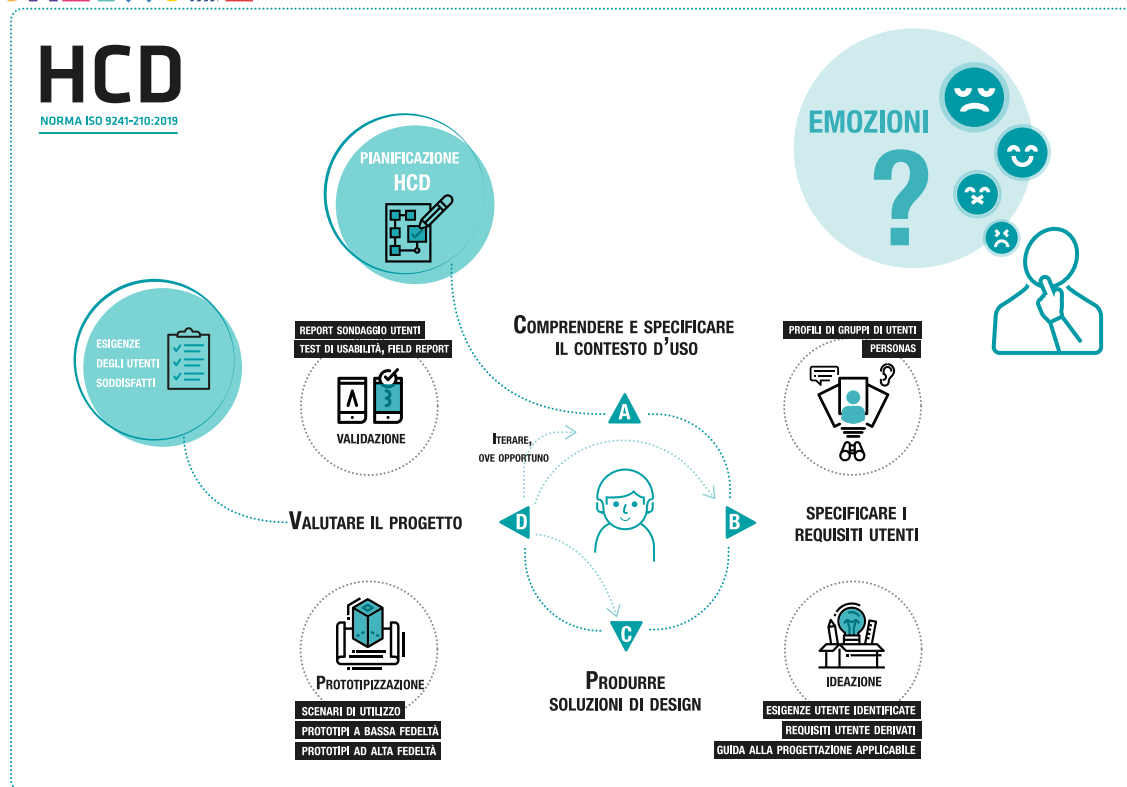 HCD
NORMA ISO 9241-210:2019
PIANIFICAZIONE
HCD
EMOZIONI
?
ESIGENZE
DEGLI UTENTI
SODDISFATTI
REPORT SONDAGGIO UTENTI
TEST DI USABILITÀ, FIELD REPORT
VALIDAZIONE
COMPRENDERE E SPECIFICARE
IL CONTESTO D'USO
PROFILI DI GRUPPI DI UTENTI
PERSONAS
A
ITERARE,
OVE OPPORTUNO
VALUTARE IL PROGETTO
D
B
SPECIFICARE I
REQUISITI UTENTI
C
PROTOTIPIZZAZIONE
SCENARI DI UTILIZZO
PROTOTIPI A BASSA FEDELTÀ
PROTOTIPI AD ALTA FEDELTÀ
PRODURRE
SOLUZIONI DI DESIGN
IDEAZIONE
ESIGENZE UTENTE IDENTIFICATE
REQUISITI UTENTE DERIVATI
GUIDA ALLA PROGETTAZIONE APPLICABILE